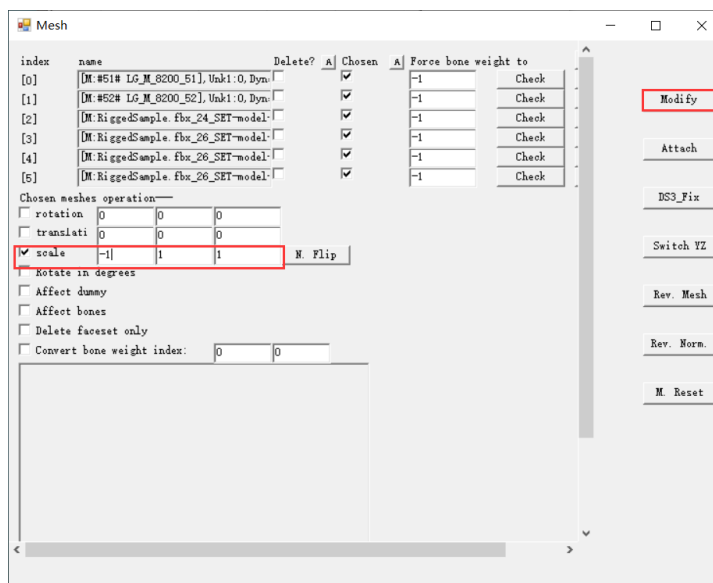 Mesh
index name Delete? A Chosen A Force bone weight to
[0] [M:#51# LG_M_8200_51],Unk1:0,Dyn: -1 Check
[1] [M:#52# LG_M_8200_52],Unk1:0,Dyn: -1 Check
[2] [M:RiggedSample.fbx_24_SET-model- -1 Check
[3] [M:RiggedSample.fbx_26_SET-model- -1 Check
[4] [M:RiggedSample.fbx_26_SET-model- -1 Check
[5] [M:RiggedSample.fbx_26_SET-model- -1 Check
Chosen meshes operation——
rotation 0 0 0
translati 0 0 0
scale -1 1 1 N. Flip
Rotate in degrees
Affect dummy
Affect bones
Delete faceset only
Convert bone weight index: 0 0
Modify
Attach
DS3_Fix
Switch YZ
Rev. Mesh
Rev. Norm.
M. Reset